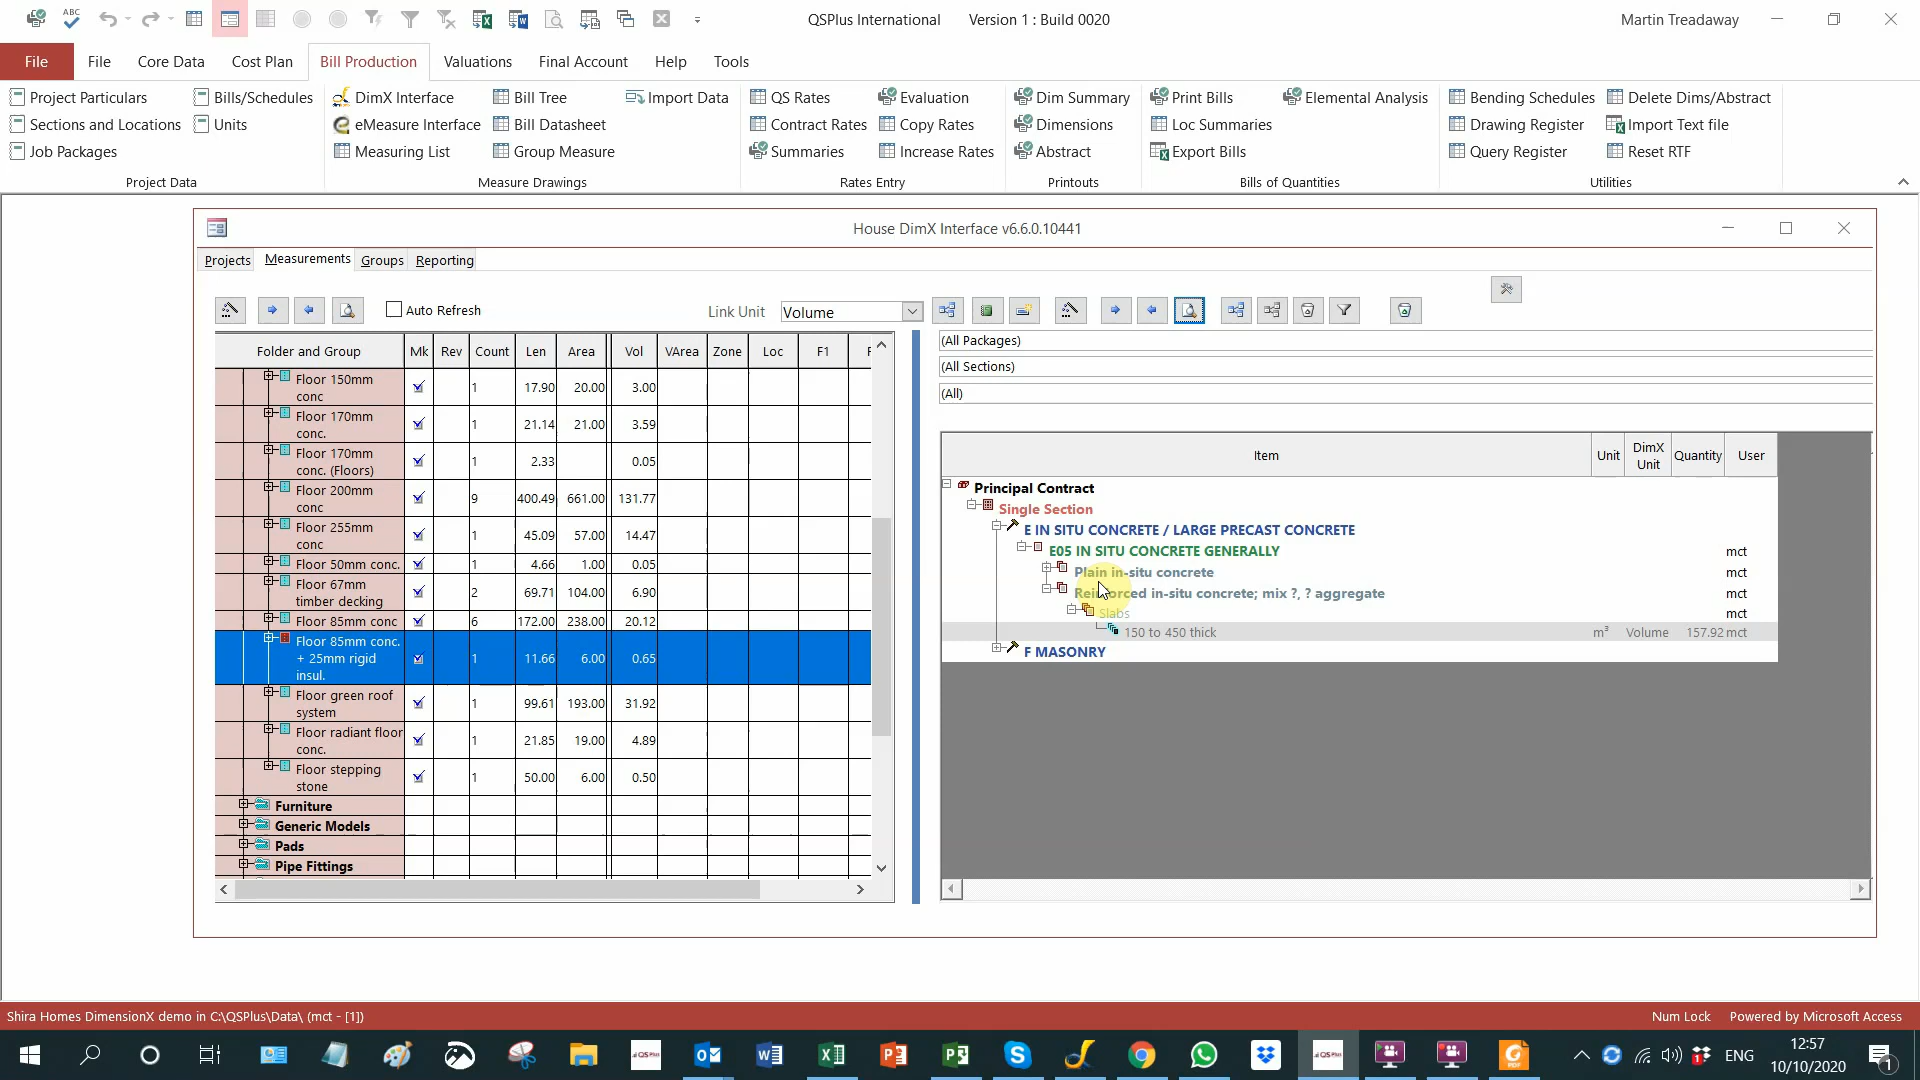 ABC
QSPlus International
Version 1 : Build 0020
Martin Treadaway
File
File
Core Data
Cost Plan
Bill Production
Valuations
Final Account
Help
Tools
Project Particulars
Bills/Schedules
DimX Interface
Bill Tree
Import Data
QS Rates
Evaluation
Dim Summary
Print Bills
Elemental Analysis
Bending Schedules
Delete Dims/Abstract
Sections and Locations
Units
eMeasure Interface
Bill Datasheet
Contract Rates
Copy Rates
Dimensions
Loc Summaries
Drawing Register
Import Text file
Job Packages
Measuring List
Group Measure
Summaries
Increase Rates
Abstract
Export Bills
Query Register
Reset RTF
Project Data
Measure Drawings
Rates Entry
Printouts
Bills of Quantities
Utilities
House DimX Interface v6.6.0.10441
Projects
Measurements
Groups
Reporting
Auto Refresh
Link Unit
Volume
Folder and Group Mk Rev Count Len Area Vol VArea Zone Loc F1
Floor 150mm
conc
1 17.90 20.00 3.00
Floor 170mm
conc.
1 21.14 21.00 3.59
Floor 170mm
conc. (Floors)
1 2.33 0.05
Floor 200mm
conc
9 400.49 661.00 131.77
Floor 255mm
conc
1 45.09 57.00 14.47
Floor 50mm conc. 1 4.66 1.00 0.05
Floor 67mm
timber decking
2 69.71 104.00 6.90
Floor 85mm conc 6 172.00 238.00 20.12
Floor 85mm conc.
+ 25mm rigid
insul.
1 11.66 6.00 0.65
Floor green roof
system
1 99.61 193.00 31.92
Floor radiant floor
conc.
1 21.85 19.00 4.89
Floor stepping
stone
1 50.00 6.00 0.50
Furniture
Generic Models
Pads
Pipe Fittings
(All Packages)
(All Sections)
(All)
Item
Unit
DimX
Unit
Quantity
User
Principal Contract
Single Section
E IN SITU CONCRETE / LARGE PRECAST CONCRETE
E05 IN SITU CONCRETE GENERALLY mct
Plain in-situ concrete mct
Reinforced in-situ concrete; mix ?, ? aggregate mct
Slabs mct
150 to 450 thick m³ Volume 157.92 mct
F MASONRY
Shira Homes DimensionX demo in C:\QSPlus\Data\ (mct - [1])
Num Lock
Powered by Microsoft Access
QSPlus
QSPlus
ENG
12:57
10/10/2020
1